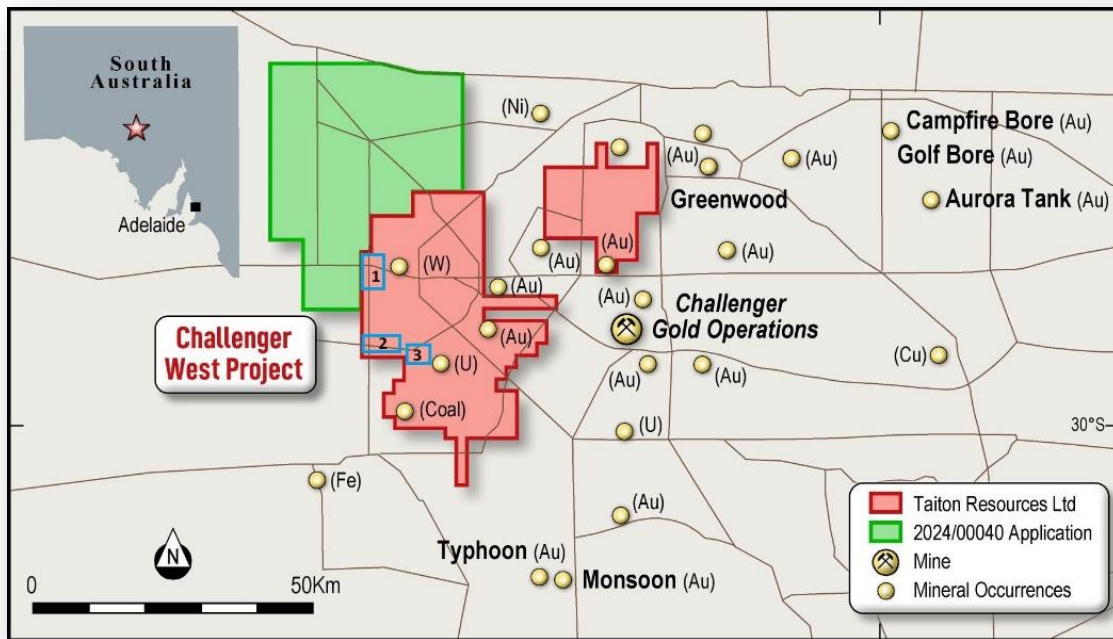 South
Australia
Adelaide
(Ni)
Campfire Bore (Au)
(Au)
(Au)
Golf Bore (Au)
Greenwood
Aurora Tank (Au)
(Au)
(Au)
(Au)
(W)
1
(Au)
(Au)
Challenger
Gold Operations
Challenger
West Project
(Au)
2
3
(U)
(Cu)
(Au)
(Au)
(Coal)
(U)
30°S
(Fe)
(Au)
Typhoon (Au)
Monsoon (Au)
N
0
50Km
Taiton Resources Ltd
2024/00040 Application
Mine
Mineral Occurrences